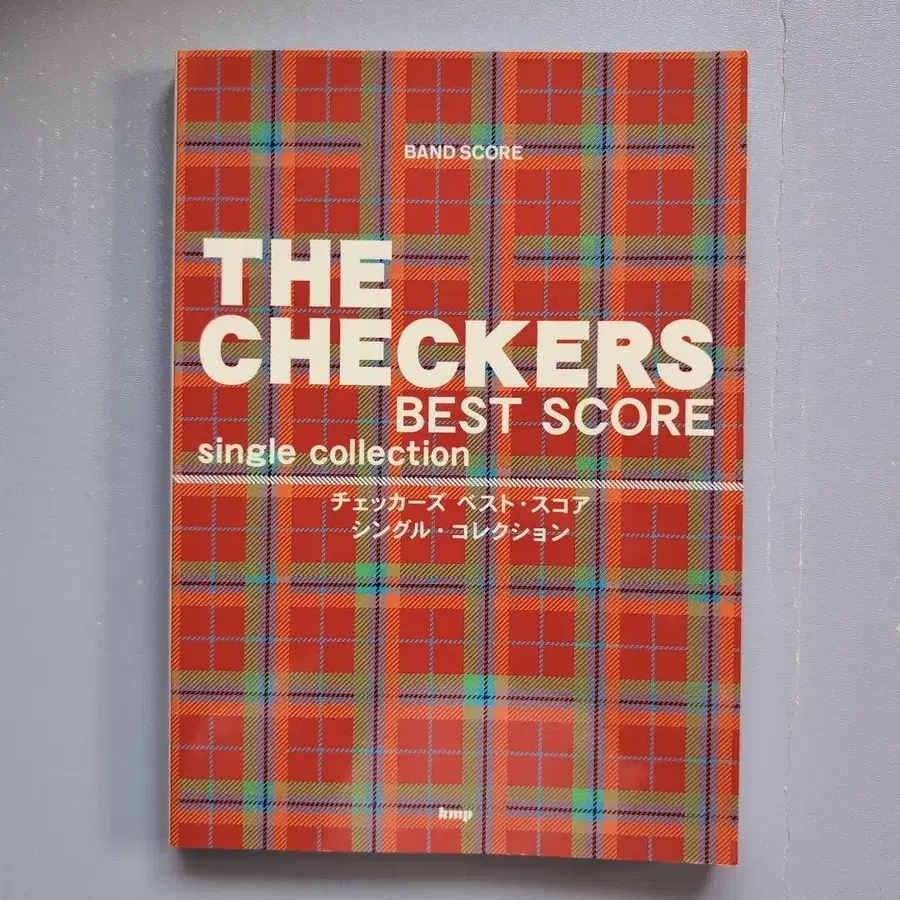 BAND SCORE
THE
CHECKERS
BEST SCORE
single collection
チェッカーズ ベスト・スコア
シングル・コレクション
kmp